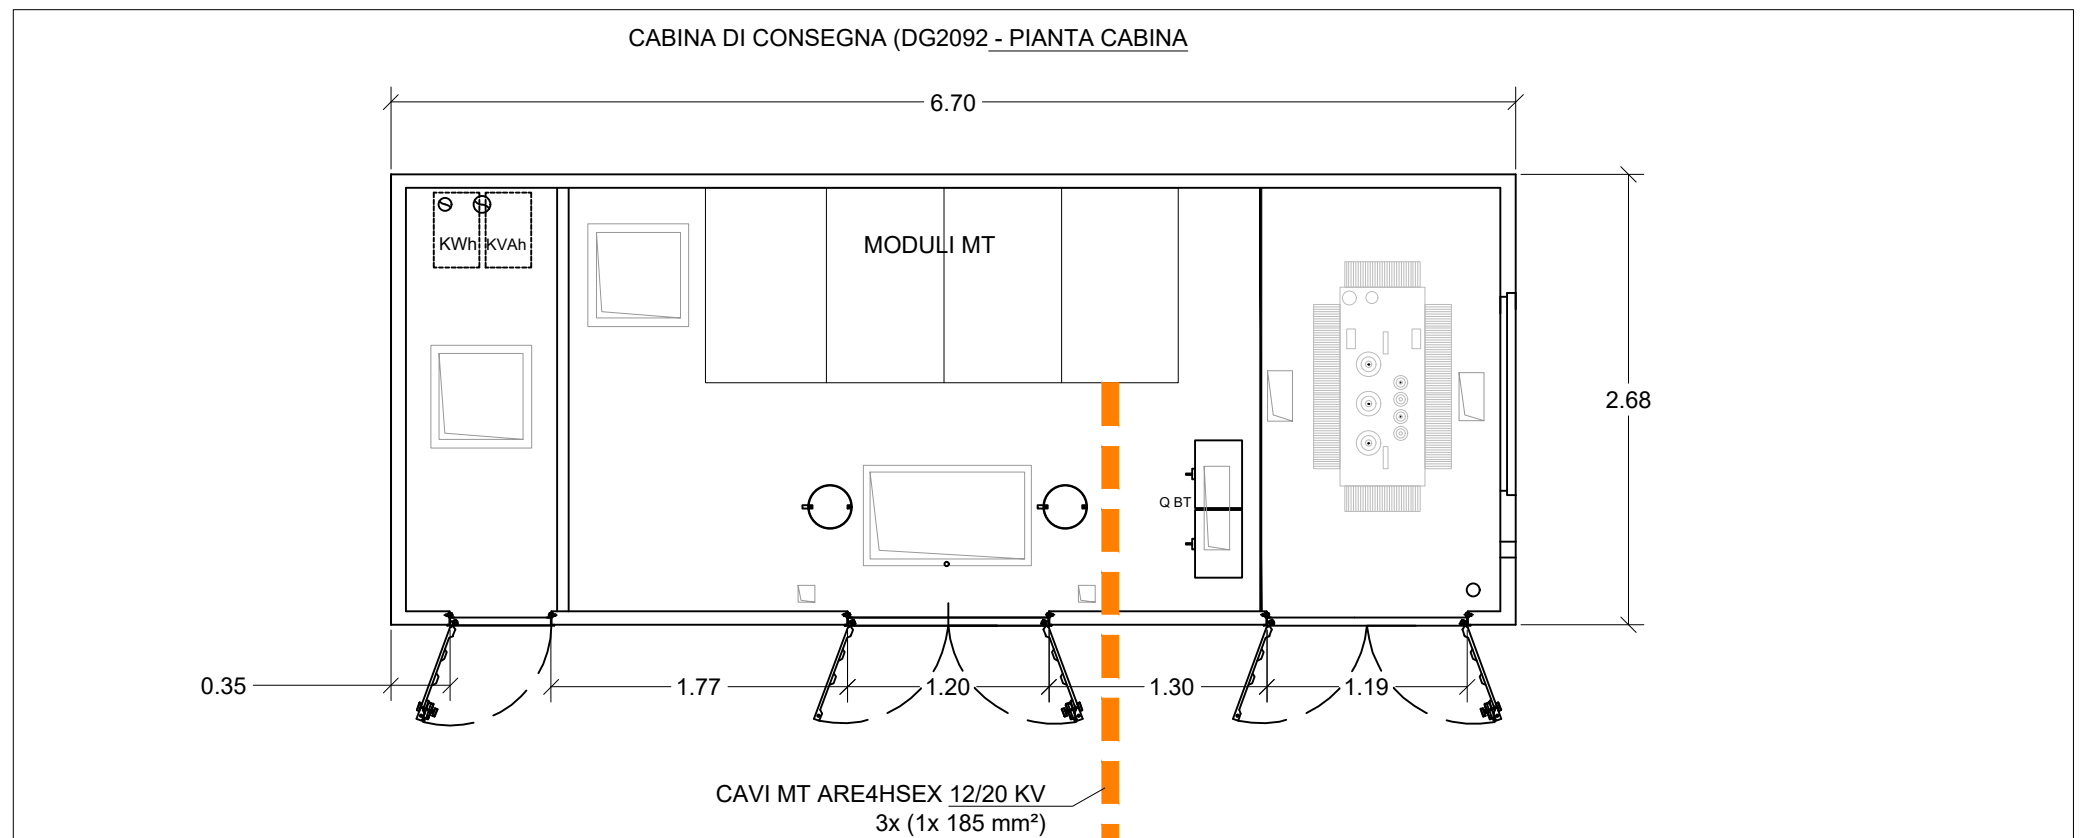 CABINA DI CONSEGNA (DG2092 - PIANTA CABINA
6.70
KWh KVAh
MODULI MT
2.68
Q BT
0.35
1.77
1.20
1.30
1.19
CAVI MT ARE4HSEX 12/20 KV
3x (1x 185 mm²)